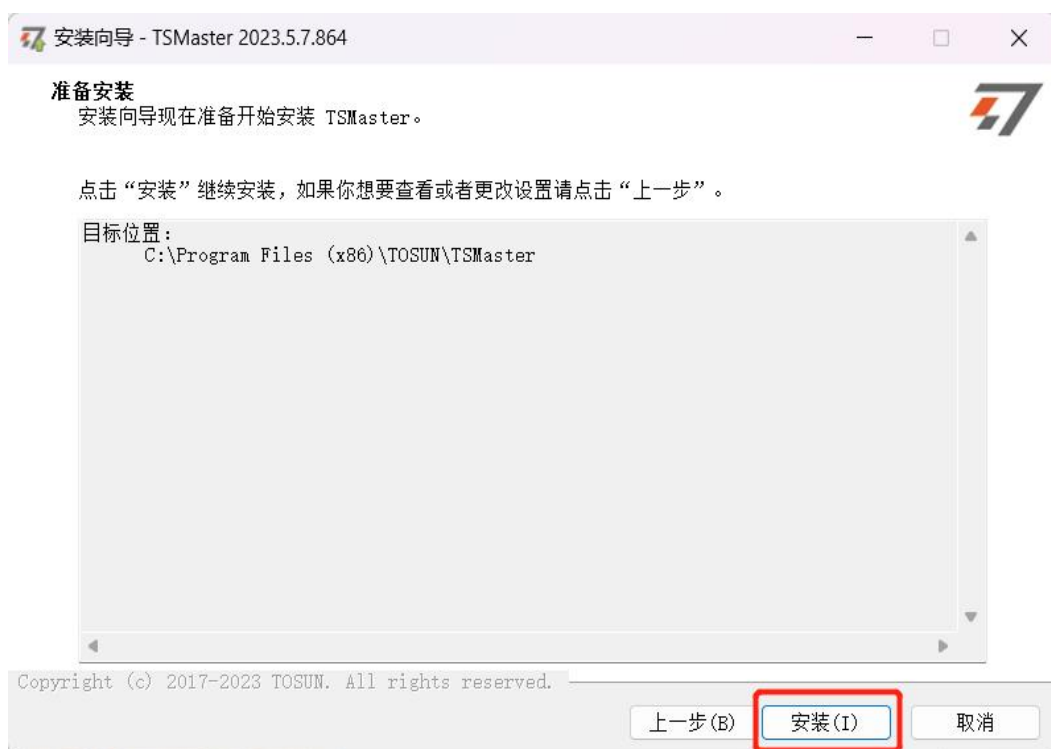 安装向导 - TSMaster 2023.5.7.864
准备安装
安装向导现在准备开始安装 TSMaster。
点击“安装”继续安装，如果你想要查看或者更改设置请点击“上一步”。
目标位置：
C:\Program Files (x86)\TOSUN\TSMaster
Copyright (c) 2017-2023 TOSUN. All rights reserved.
上一步(B) 安装(I) 取消